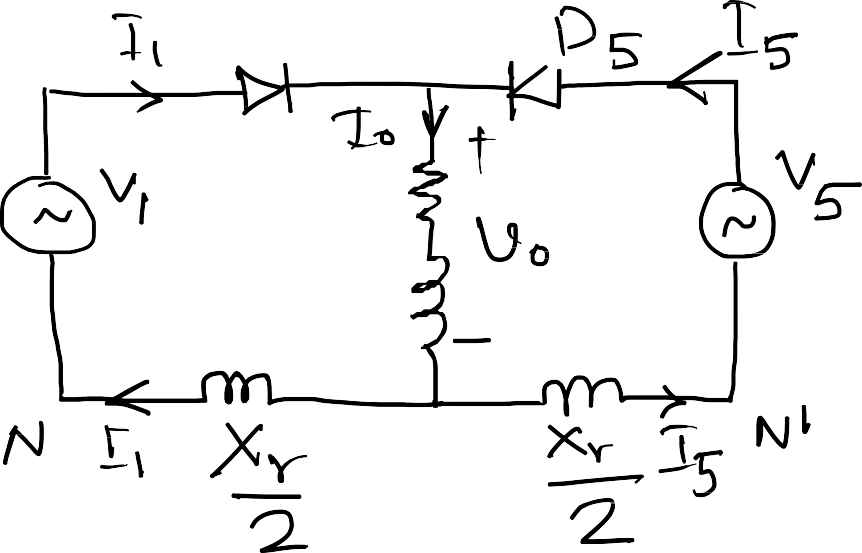 I₁ D₅ I₅
I₀ +
V₁ V₀ V₅
−
N I₁ Xr/2 Xr/2 I₅ N'